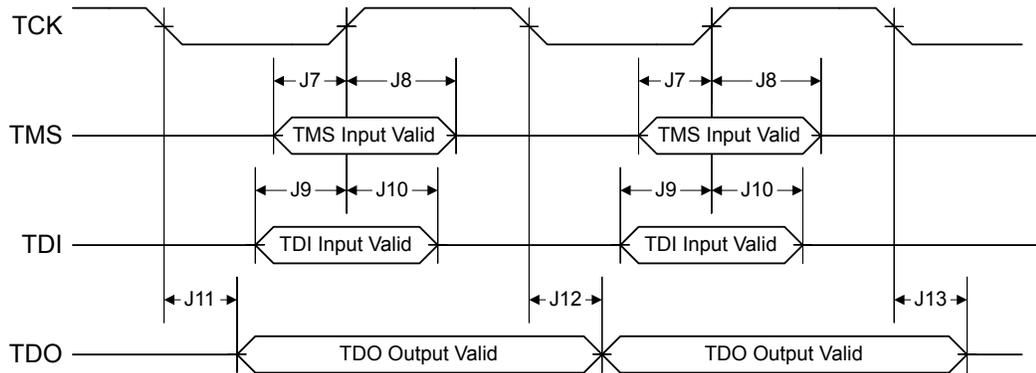 TCK
J7 J8 J7 J8
TMS TMS Input Valid TMS Input Valid
J9 J10 J9 J10
TDI TDI Input Valid TDI Input Valid
J11 J12 J13
TDO TDO Output Valid TDO Output Valid